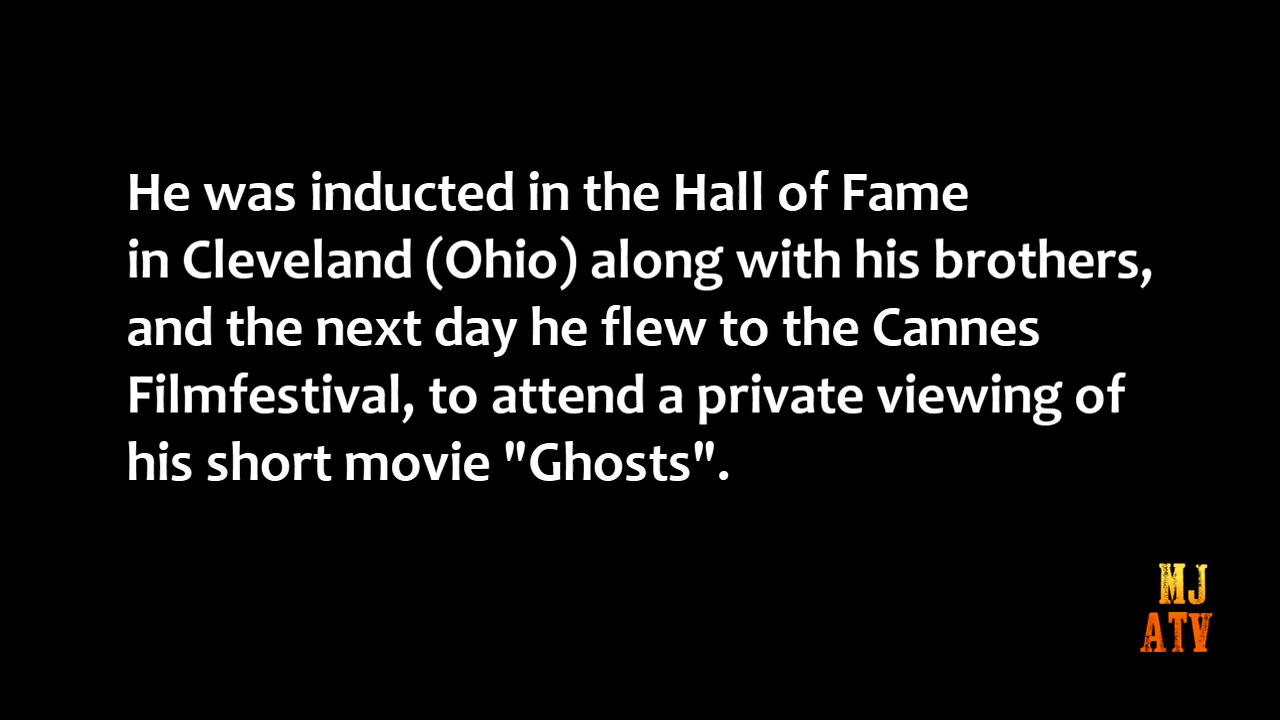 He was inducted in the Hall of Fame
in Cleveland (Ohio) along with his brothers,
and the next day he flew to the Cannes
Filmfestival, to attend a private viewing of
his short movie "Ghosts".
MJ
ATV